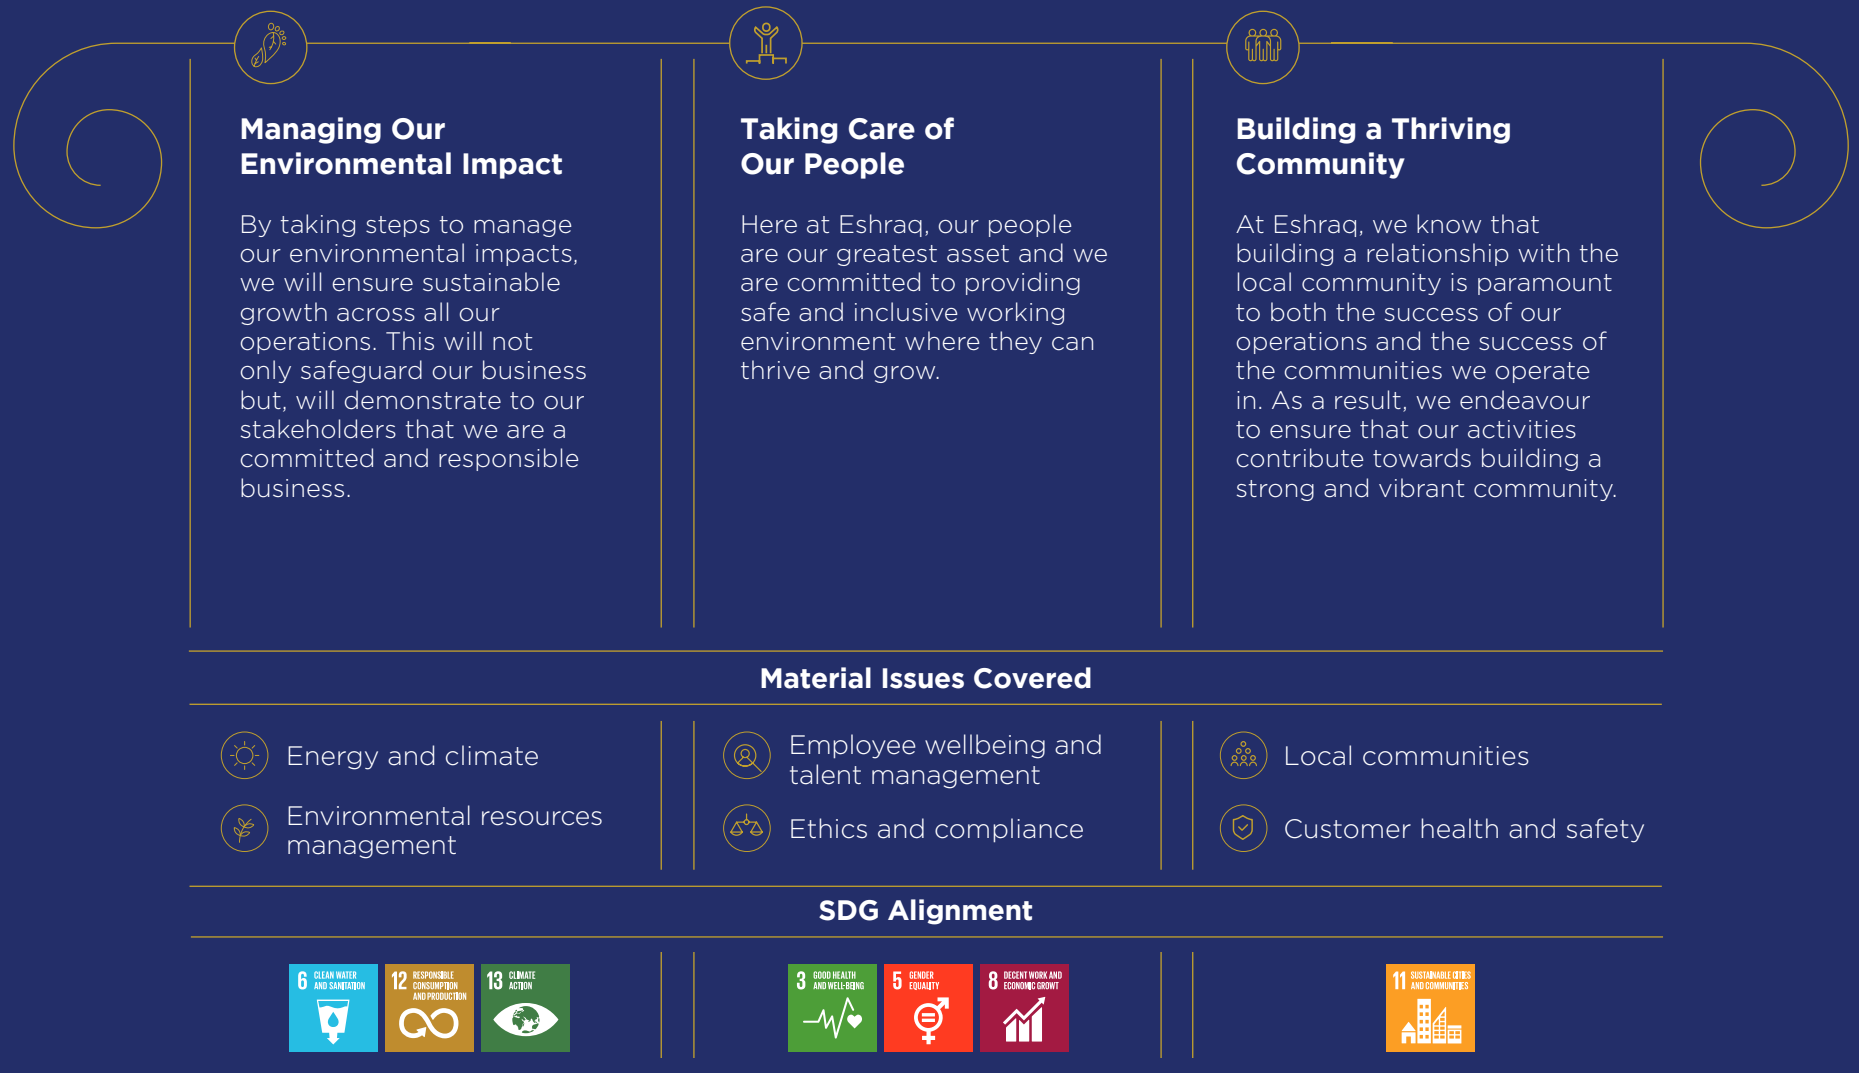 Managing Our
Environmental Impact
By taking steps to manage
our environmental impacts,
we will ensure sustainable
growth across all our
operations. This will not
only safeguard our business
but, will demonstrate to our
stakeholders that we are a
committed and responsible
business.
Taking Care of
Our People
Here at Eshraq, our people
are our greatest asset and we
are committed to providing
safe and inclusive working
environment where they can
thrive and grow.
Building a Thriving
Community
At Eshraq, we know that
building a relationship with the
local community is paramount
to both the success of our
operations and the success of
the communities we operate
in. As a result, we endeavour
to ensure that our activities
contribute towards building a
strong and vibrant community.
Material Issues Covered
Energy and climate
Environmental resources
management
Employee wellbeing and
talent management
Ethics and compliance
Local communities
Customer health and safety
SDG Alignment
6 CLEAN WATER
AND SANITATION
12 RESPONSIBLE
CONSUMPTION
AND PRODUCTION
13 CLIMATE
ACTION
3 GOOD HEALTH
AND WELL-BEING
5 GENDER
EQUALITY
8 DECENT WORK AND
ECONOMIC GROWT
11 SUSTAINABLE CITIES
AND COMMUNITIES